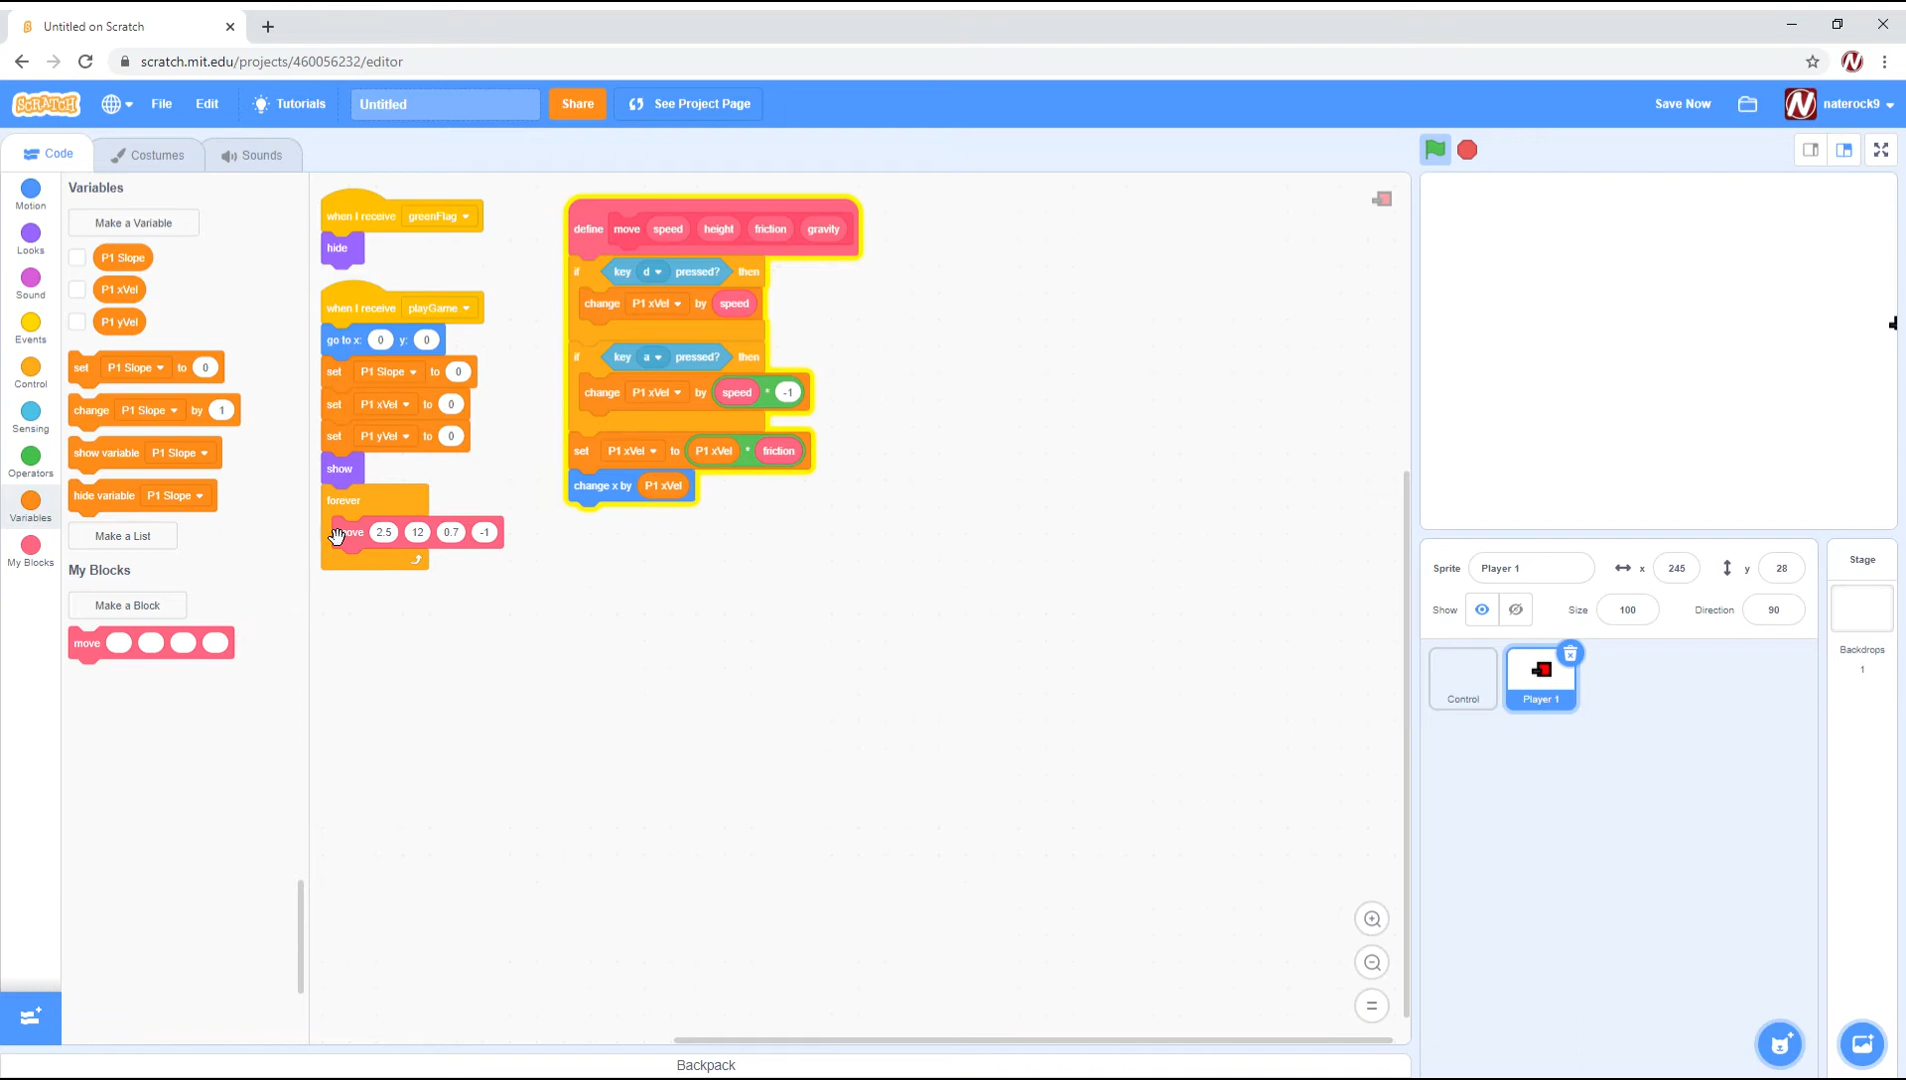 Untitled on Scratch
scratch.mit.edu/projects/460056232/editor
SCRATCH File Edit Tutorials Untitled Share See Project Page Save Now naterock9
Code Costumes Sounds
Motion
Looks
Sound
Events
Control
Sensing
Operators
Variables
My Blocks
Variables
Make a Variable
P1 Slope
P1 xVel
P1 yVel
set P1 Slope to 0
change P1 Slope by 1
show variable P1 Slope
hide variable P1 Slope
Make a List
My Blocks
Make a Block
move
when I receive greenFlag
hide
when I receive playGame
go to x: 0 y: 0
set P1 Slope to 0
set P1 xVel to 0
set P1 yVel to 0
show
forever
move 2.5 12 0.7 -1
define move speed height friction gravity
if key d pressed? then
change P1 xVel by speed
if key a pressed? then
change P1 xVel by speed * -1
set P1 xVel to P1 xVel * friction
change x by P1 xVel
Sprite Player 1 x 245 y 28
Show Size 100 Direction 90
Control
Player 1
Stage
Backdrops
1
Backpack